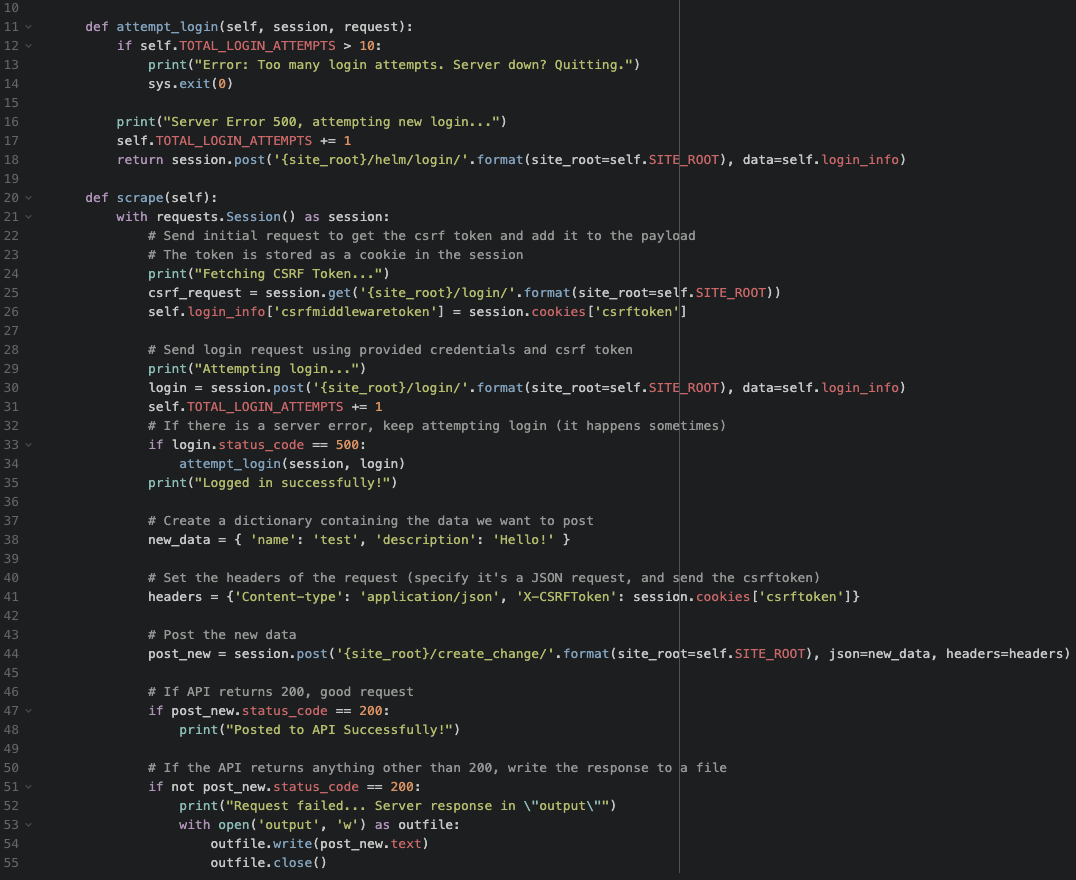 10
11 def attempt_login(self, session, request):
12 if self.TOTAL_LOGIN_ATTEMPTS > 10:
13 print("Error: Too many login attempts. Server down? Quitting.")
14 sys.exit(0)
15
16 print("Server Error 500, attempting new login...")
17 self.TOTAL_LOGIN_ATTEMPTS += 1
18 return session.post('{site_root}/helm/login/'.format(site_root=self.SITE_ROOT), data=self.login_info)
19
20 def scrape(self):
21 with requests.Session() as session:
22 # Send initial request to get the csrf token and add it to the payload
23 # The token is stored as a cookie in the session
24 print("Fetching CSRF Token...")
25 csrf_request = session.get('{site_root}/login/'.format(site_root=self.SITE_ROOT))
26 self.login_info['csrfmiddlewaretoken'] = session.cookies['csrftoken']
27
28 # Send login request using provided credentials and csrf token
29 print("Attempting login...")
30 login = session.post('{site_root}/login/'.format(site_root=self.SITE_ROOT), data=self.login_info)
31 self.TOTAL_LOGIN_ATTEMPTS += 1
32 # If there is a server error, keep attempting login (it happens sometimes)
33 if login.status_code == 500:
34 attempt_login(session, login)
35 print("Logged in successfully!")
36
37 # Create a dictionary containing the data we want to post
38 new_data = { 'name': 'test', 'description': 'Hello!' }
39
40 # Set the headers of the request (specify it's a JSON request, and send the csrftoken)
41 headers = {'Content-type': 'application/json', 'X-CSRFToken': session.cookies['csrftoken']}
42
43 # Post the new data
44 post_new = session.post('{site_root}/create_change/'.format(site_root=self.SITE_ROOT), json=new_data, headers=headers)
45
46 # If API returns 200, good request
47 if post_new.status_code == 200:
48 print("Posted to API Successfully!")
49
50 # If the API returns anything other than 200, write the response to a file
51 if not post_new.status_code == 200:
52 print("Request failed... Server response in \"output\"")
53 with open('output', 'w') as outfile:
54 outfile.write(post_new.text)
55 outfile.close()